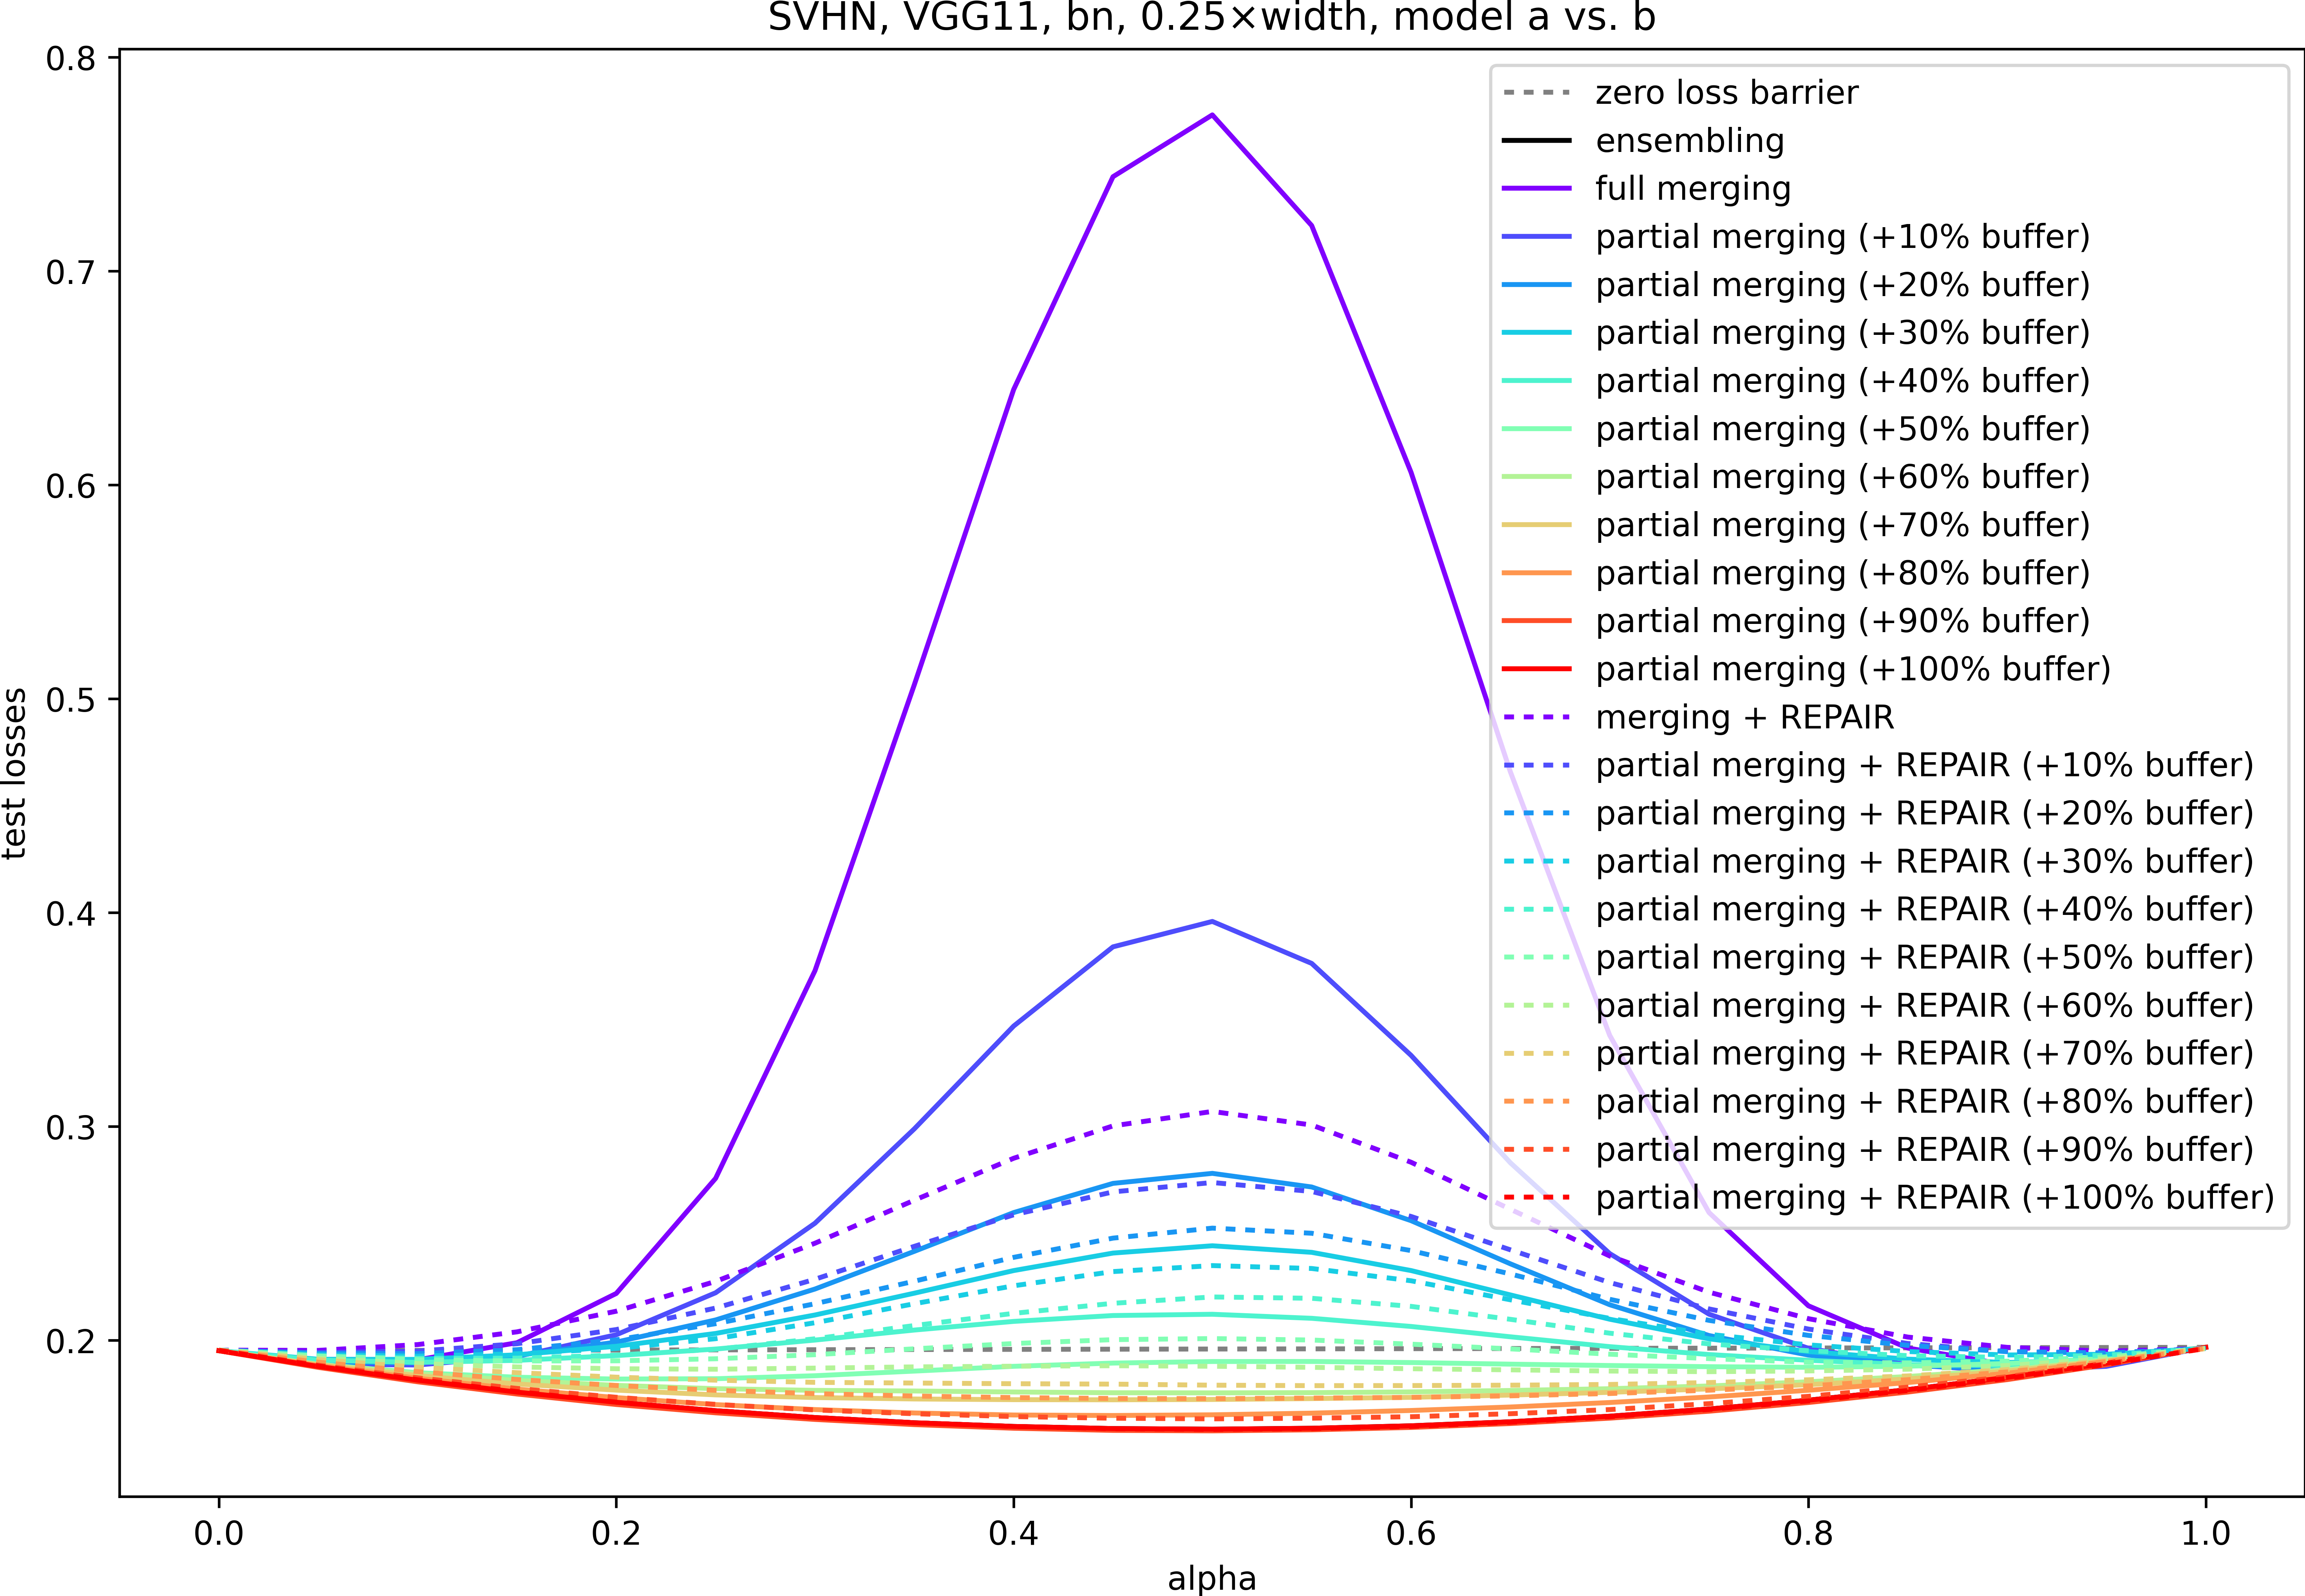 SVHN, VGG11, bn, 0.25×width, model a vs. b
0.8
0.7
0.6
0.5
0.4
0.3
0.2
test losses
zero loss barrier
ensembling
full merging
partial merging (+10% buffer)
partial merging (+20% buffer)
partial merging (+30% buffer)
partial merging (+40% buffer)
partial merging (+50% buffer)
partial merging (+60% buffer)
partial merging (+70% buffer)
partial merging (+80% buffer)
partial merging (+90% buffer)
partial merging (+100% buffer)
merging + REPAIR
partial merging + REPAIR (+10% buffer)
partial merging + REPAIR (+20% buffer)
partial merging + REPAIR (+30% buffer)
partial merging + REPAIR (+40% buffer)
partial merging + REPAIR (+50% buffer)
partial merging + REPAIR (+60% buffer)
partial merging + REPAIR (+70% buffer)
partial merging + REPAIR (+80% buffer)
partial merging + REPAIR (+90% buffer)
partial merging + REPAIR (+100% buffer)
0.0 0.2 0.4 0.6 0.8 1.0
alpha